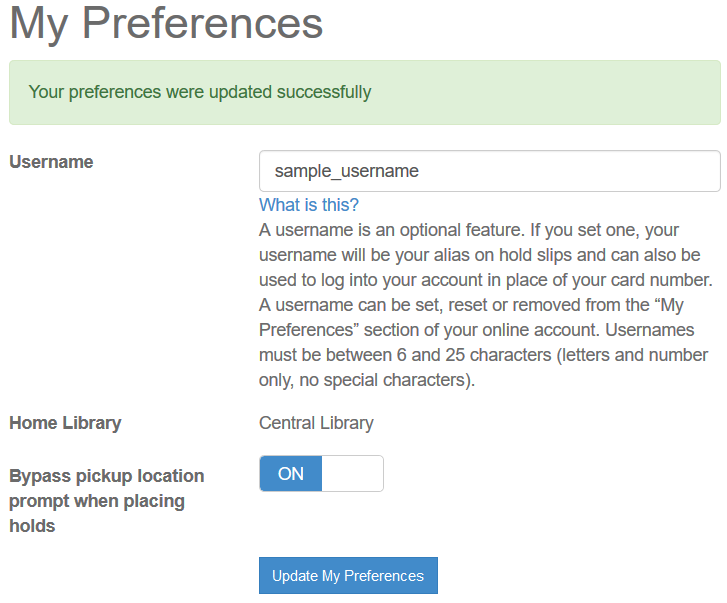 My Preferences
Your preferences were updated successfully
Username
sample_username
What is this?
A username is an optional feature. If you set one, your
username will be your alias on hold slips and can also be
used to log into your account in place of your card number.
A username can be set, reset or removed from the “My
Preferences” section of your online account. Usernames
must be between 6 and 25 characters (letters and number
only, no special characters).
Home Library
Central Library
Bypass pickup location
prompt when placing
holds
ON
Update My Preferences